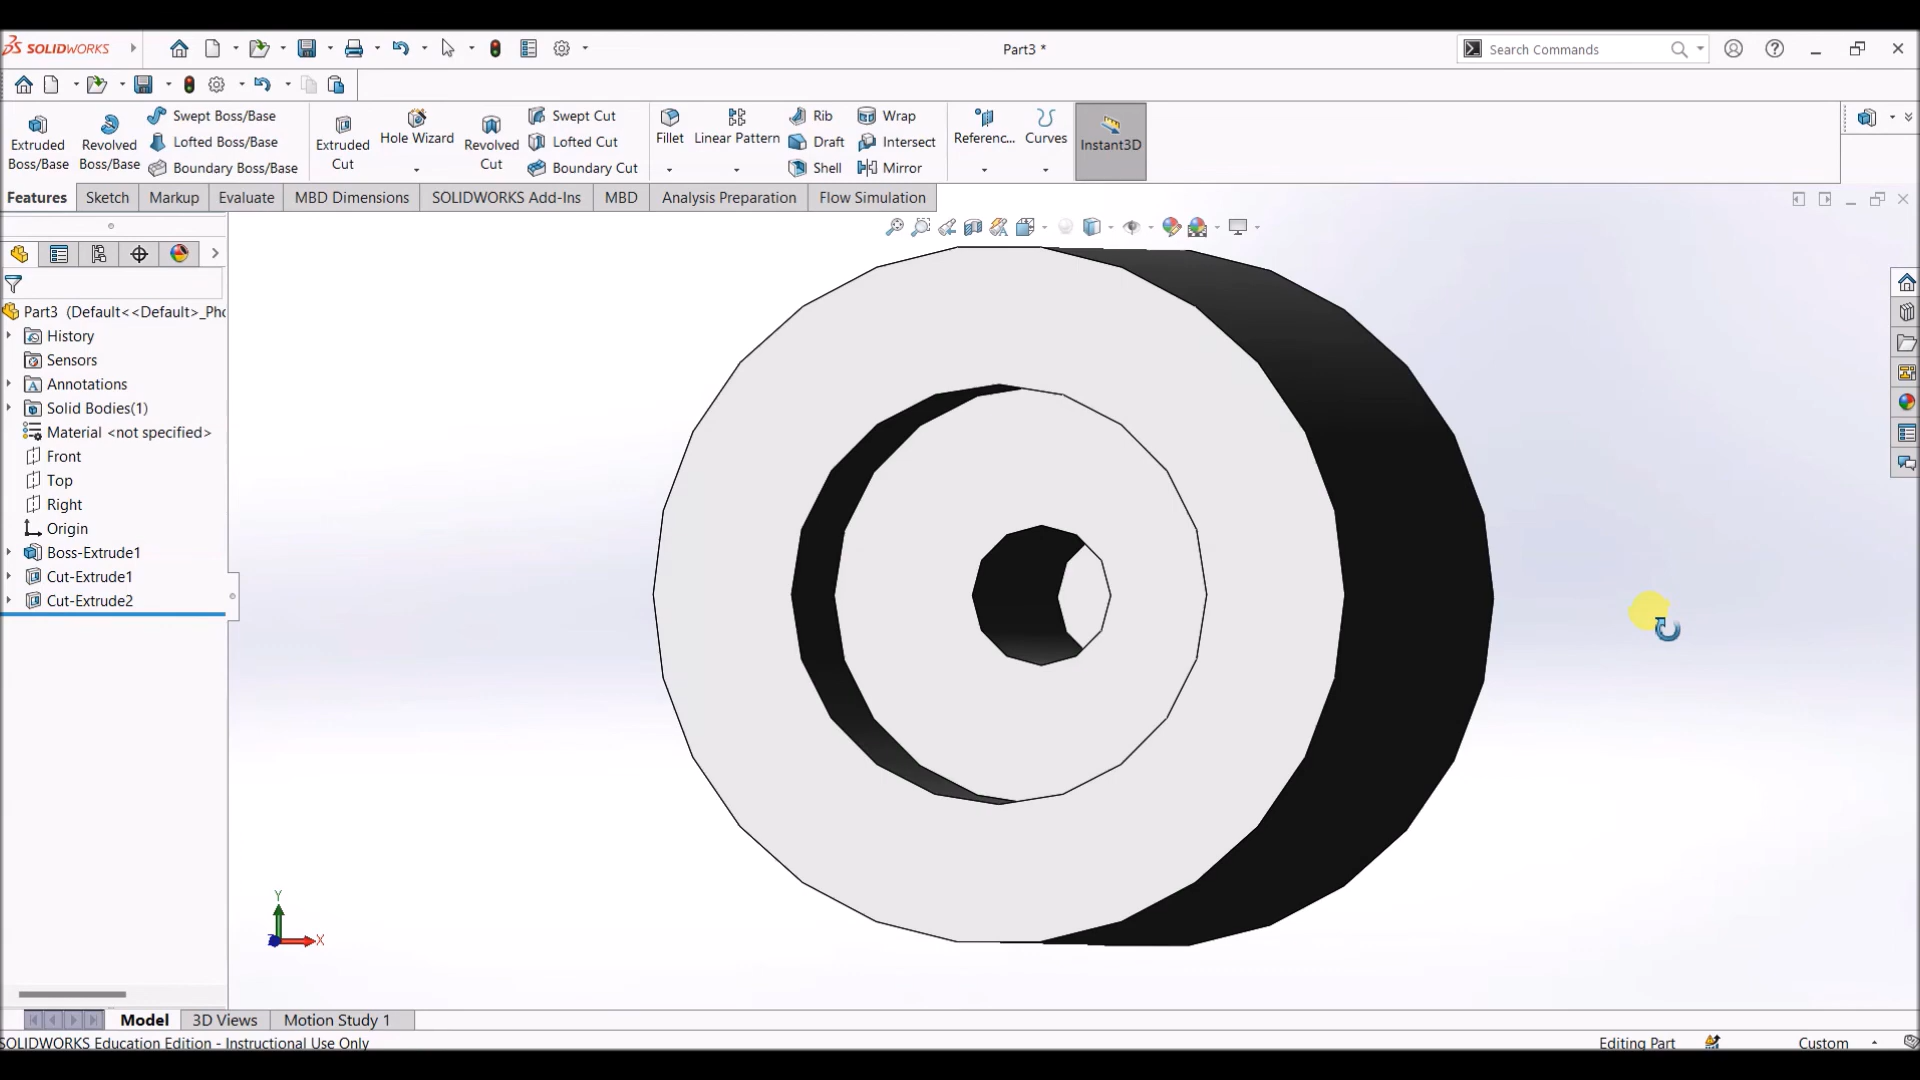 SOLIDWORKS
Part3 *
Search Commands
Extruded Boss/Base
Revolved Boss/Base
Swept Boss/Base
Lofted Boss/Base
Boundary Boss/Base
Extruded Cut
Hole Wizard
Revolved Cut
Swept Cut
Lofted Cut
Boundary Cut
Fillet
Linear Pattern
Rib
Draft
Shell
Wrap
Intersect
Mirror
Referenc...
Curves
Instant3D
Features
Sketch
Markup
Evaluate
MBD Dimensions
SOLIDWORKS Add-Ins
MBD
Analysis Preparation
Flow Simulation
Part3 (Default<<Default>_Pho
History
Sensors
Annotations
Solid Bodies(1)
Material <not specified>
Front
Top
Right
Origin
Boss-Extrude1
Cut-Extrude1
Cut-Extrude2
Y
X
Model
3D Views
Motion Study 1
SOLIDWORKS Education Edition - Instructional Use Only
Editing Part
Custom